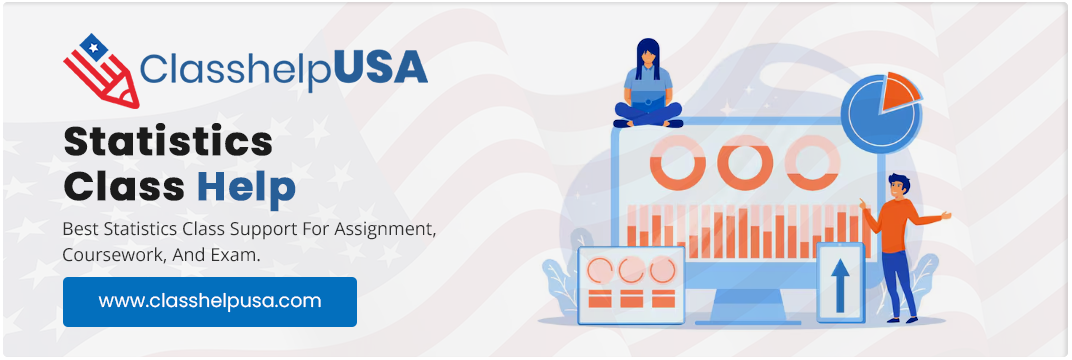 ClasshelpUSA
Statistics
Class Help
Best Statistics Class Support For Assignment,
Coursework, And Exam.
www.classhelpusa.com